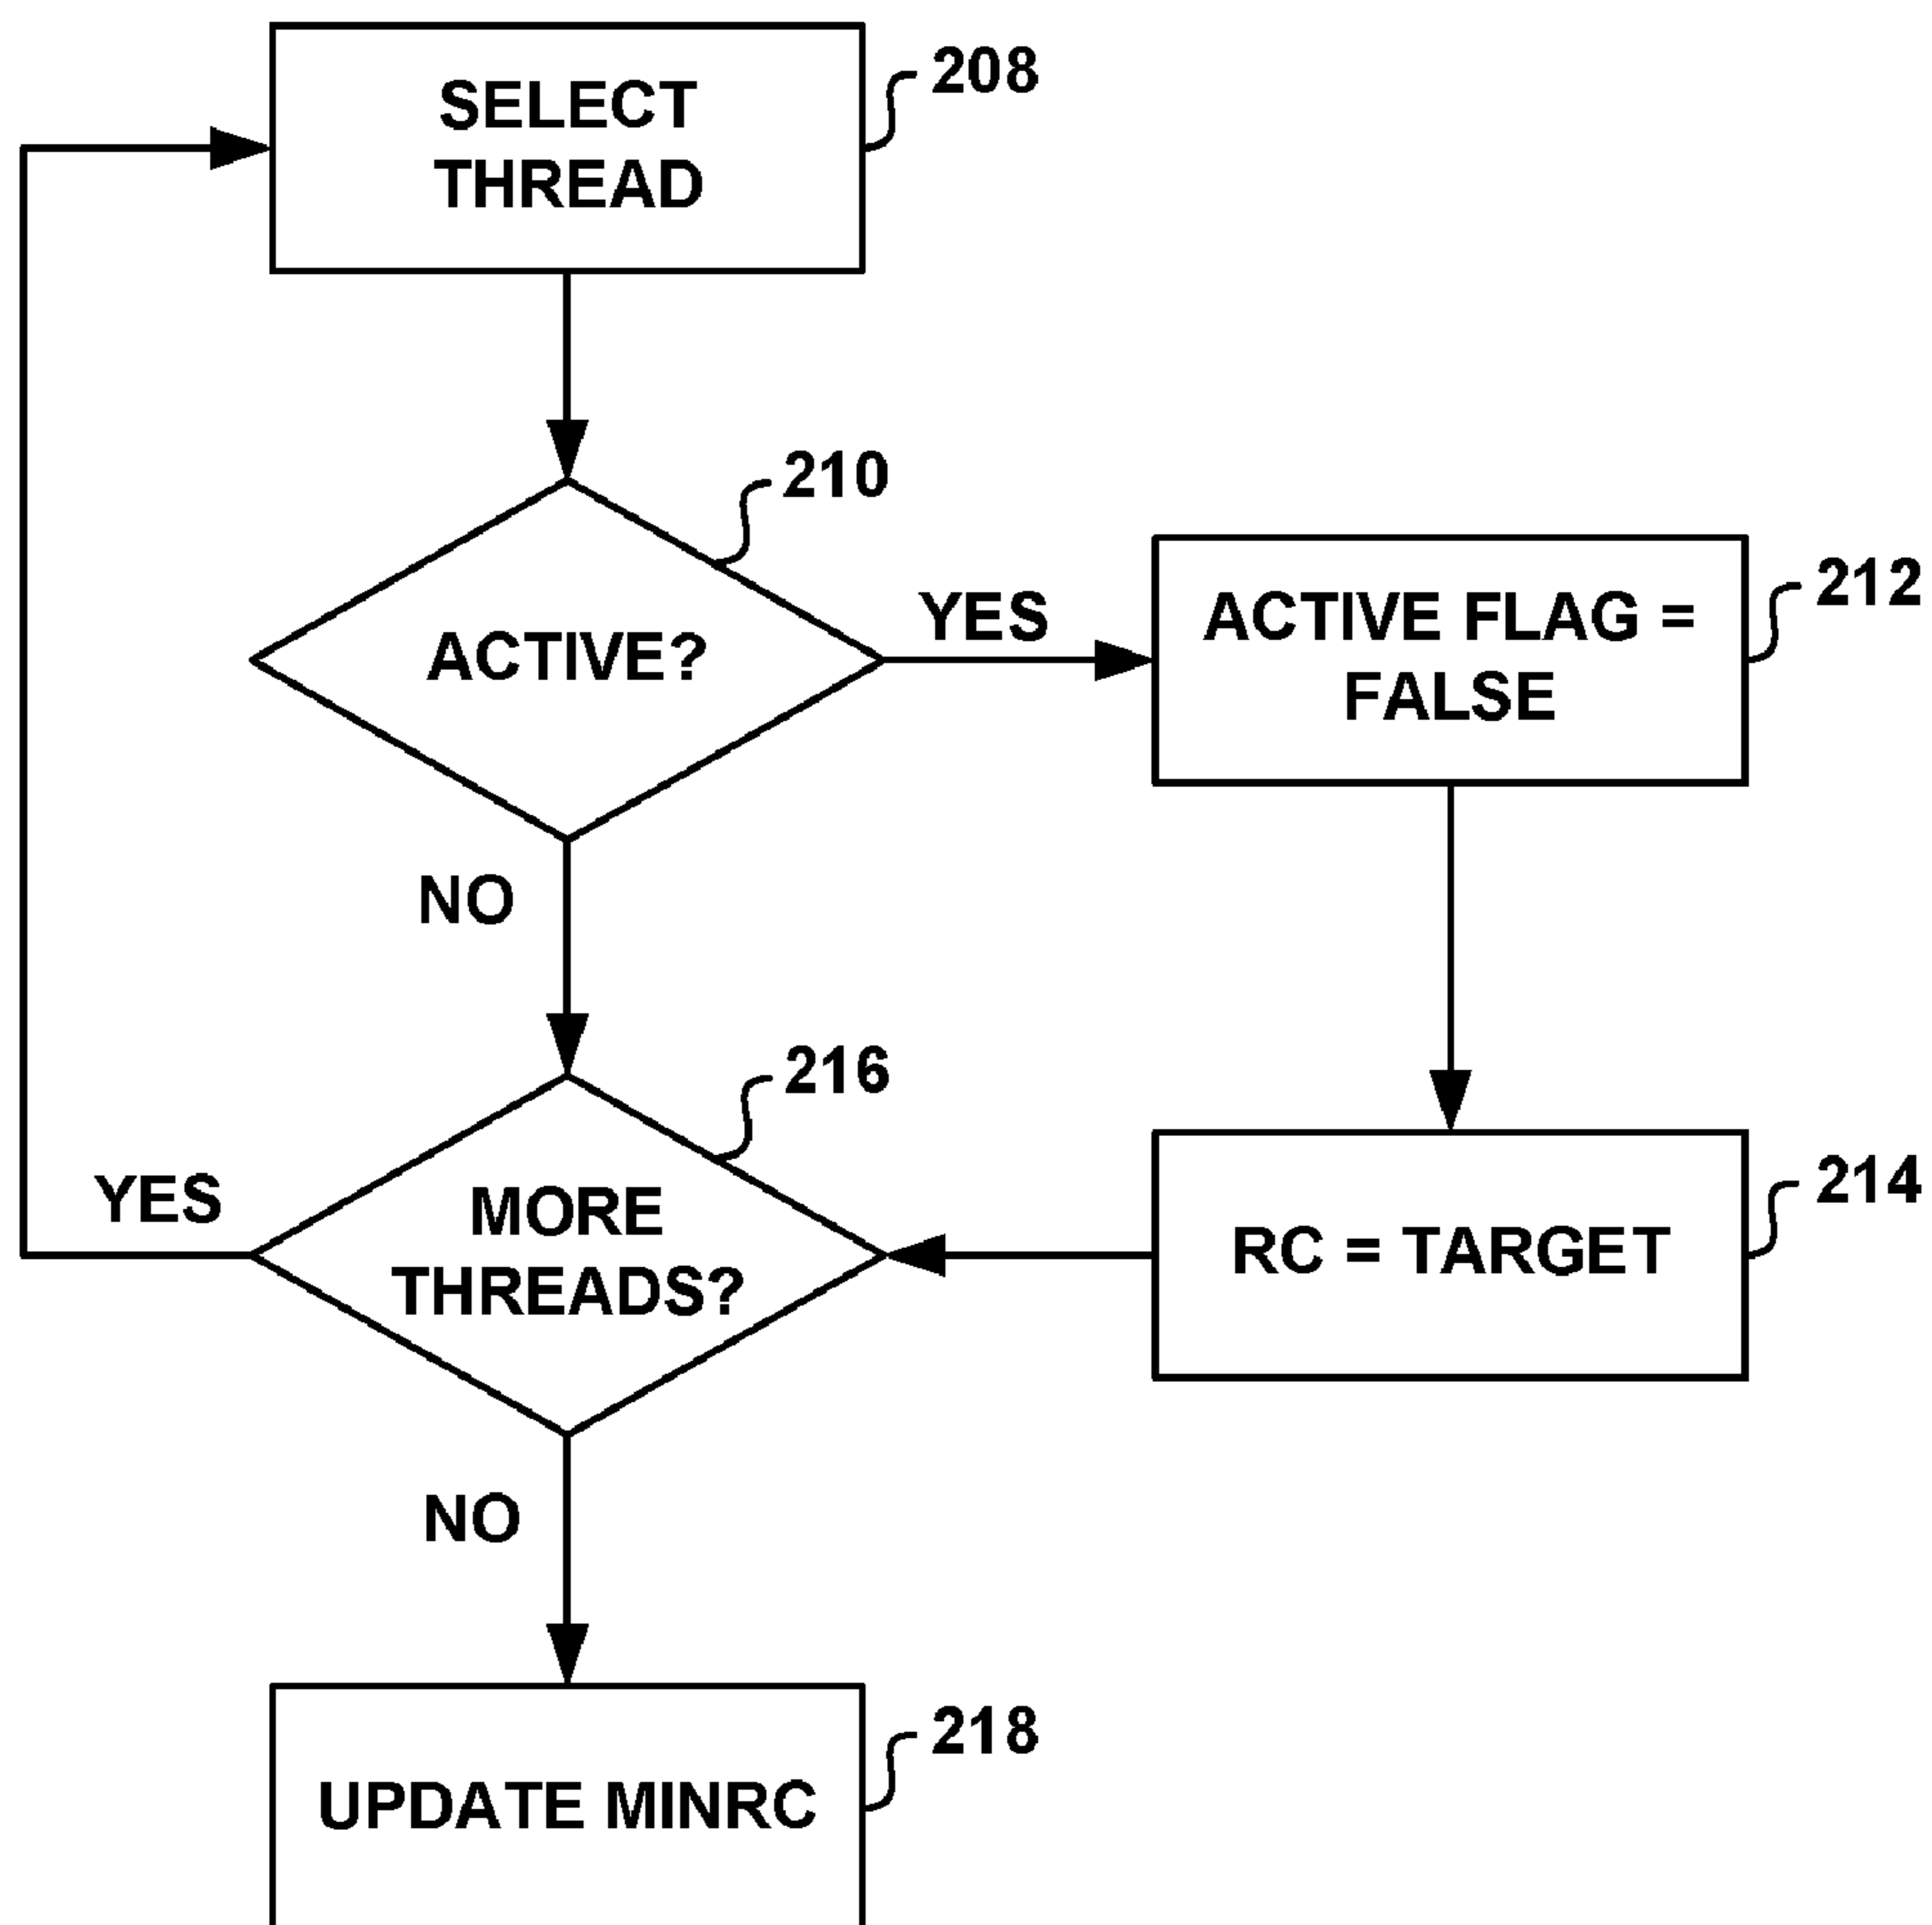 SELECT
THREAD
208
210
ACTIVE?
YES
ACTIVE FLAG =
FALSE
212
NO
216
MORE
THREADS?
YES
RC = TARGET
214
NO
218
UPDATE MINRC